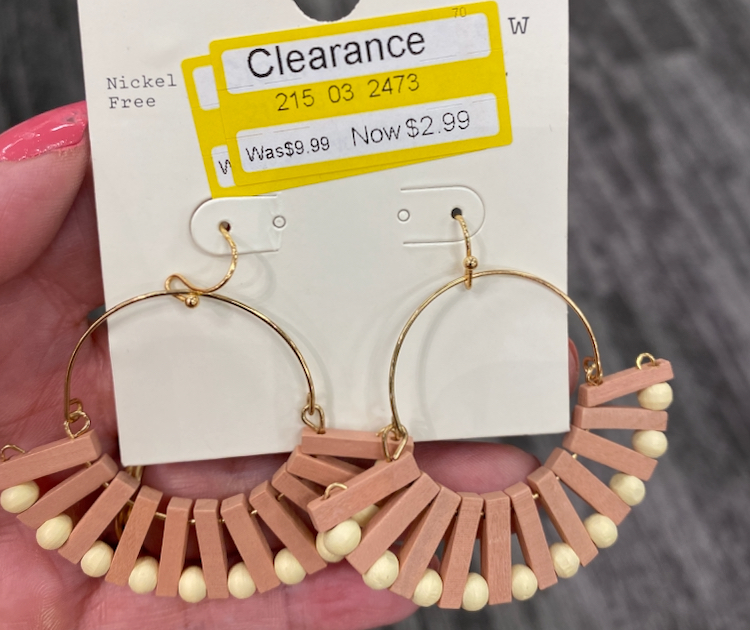 70
W
Clearance
Nickel
Free
215 03 2473
W Was$9.99 Now $2.99